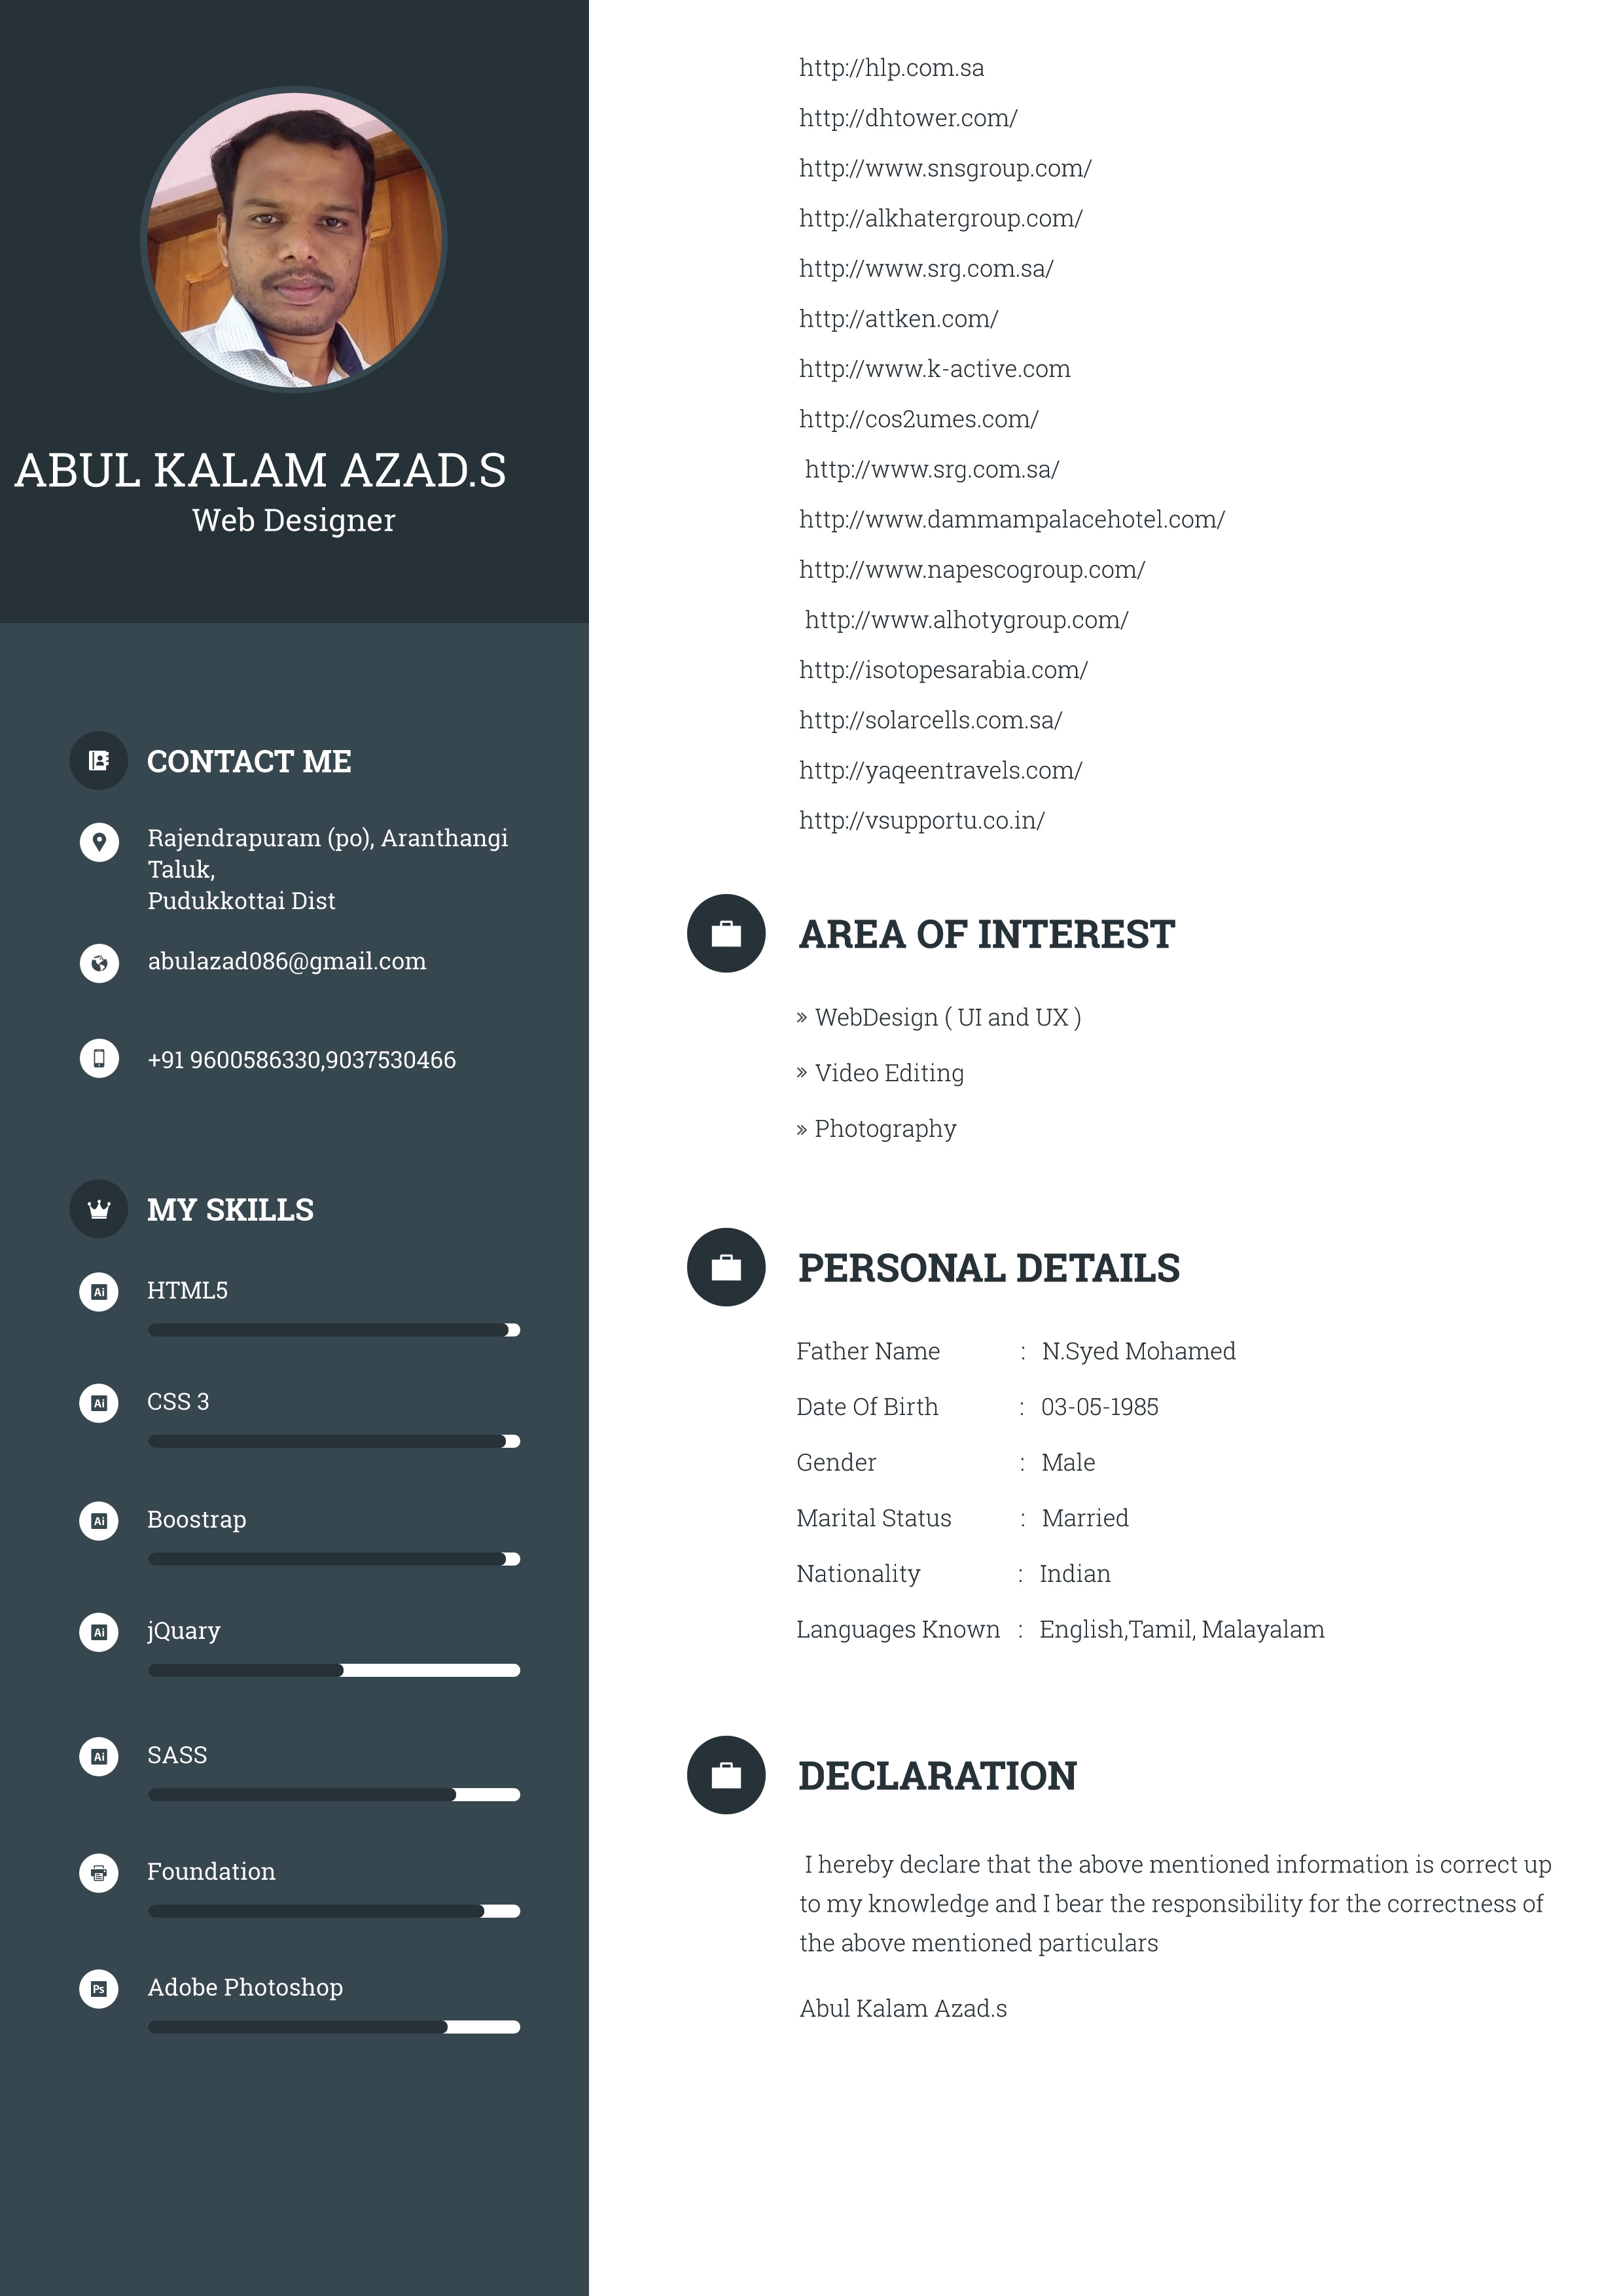 ABUL KALAM AZAD.S
Web Designer
CONTACT ME
Rajendrapuram (po), Aranthangi
Taluk,
Pudukkottai Dist
abulazad086@gmail.com
+91 9600586330,9037530466
MY SKILLS
Ai HTML5
Ai CSS 3
Ai Boostrap
Ai jQuary
Ai SASS
Foundation
Ps Adobe Photoshop
http://hlp.com.sa
http://dhtower.com/
http://www.snsgroup.com/
http://alkhatergroup.com/
http://www.srg.com.sa/
http://attken.com/
http://www.k-active.com
http://cos2umes.com/
http://www.srg.com.sa/
http://www.dammampalacehotel.com/
http://www.napescogroup.com/
http://www.alhotygroup.com/
http://isotopesarabia.com/
http://solarcells.com.sa/
http://yaqeentravels.com/
http://vsupportu.co.in/
AREA OF INTEREST
» WebDesign ( UI and UX )
» Video Editing
» Photography
PERSONAL DETAILS
Father Name : N.Syed Mohamed
Date Of Birth : 03-05-1985
Gender : Male
Marital Status : Married
Nationality : Indian
Languages Known : English,Tamil, Malayalam
DECLARATION
I hereby declare that the above mentioned information is correct up
to my knowledge and I bear the responsibility for the correctness of
the above mentioned particulars
Abul Kalam Azad.s